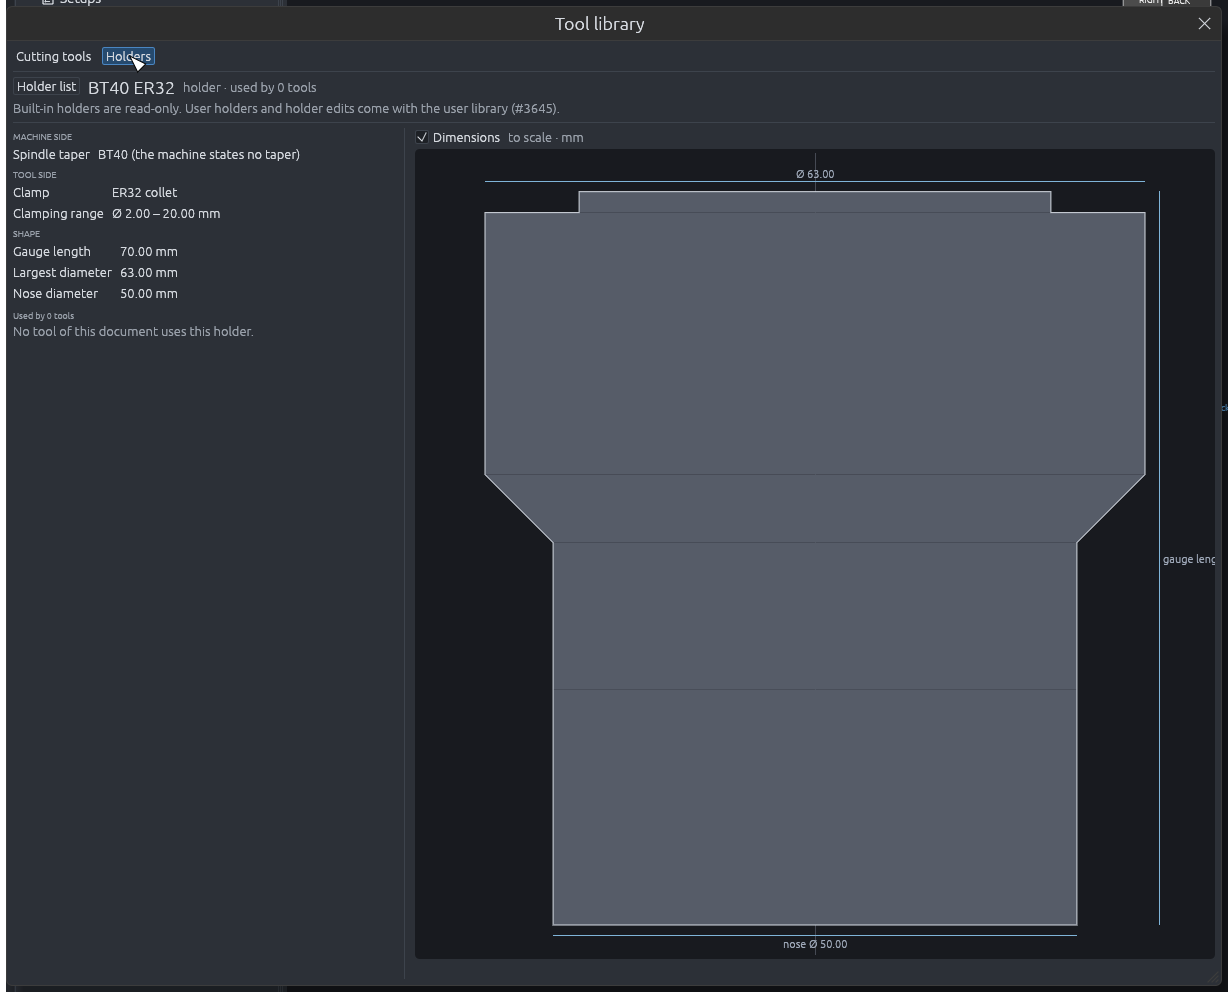 Setups
RIGHT BACK
Tool library
Cutting tools Holders
Holder list BT40 ER32 holder · used by 0 tools
Built-in holders are read-only. User holders and holder edits come with the user library (#3645).
MACHINE SIDE
Spindle taper BT40 (the machine states no taper)
TOOL SIDE
Clamp ER32 collet
Clamping range Ø 2.00 – 20.00 mm
SHAPE
Gauge length 70.00 mm
Largest diameter 63.00 mm
Nose diameter 50.00 mm
Used by 0 tools
No tool of this document uses this holder.
Dimensions to scale · mm
Ø 63.00
gauge leng
nose Ø 50.00